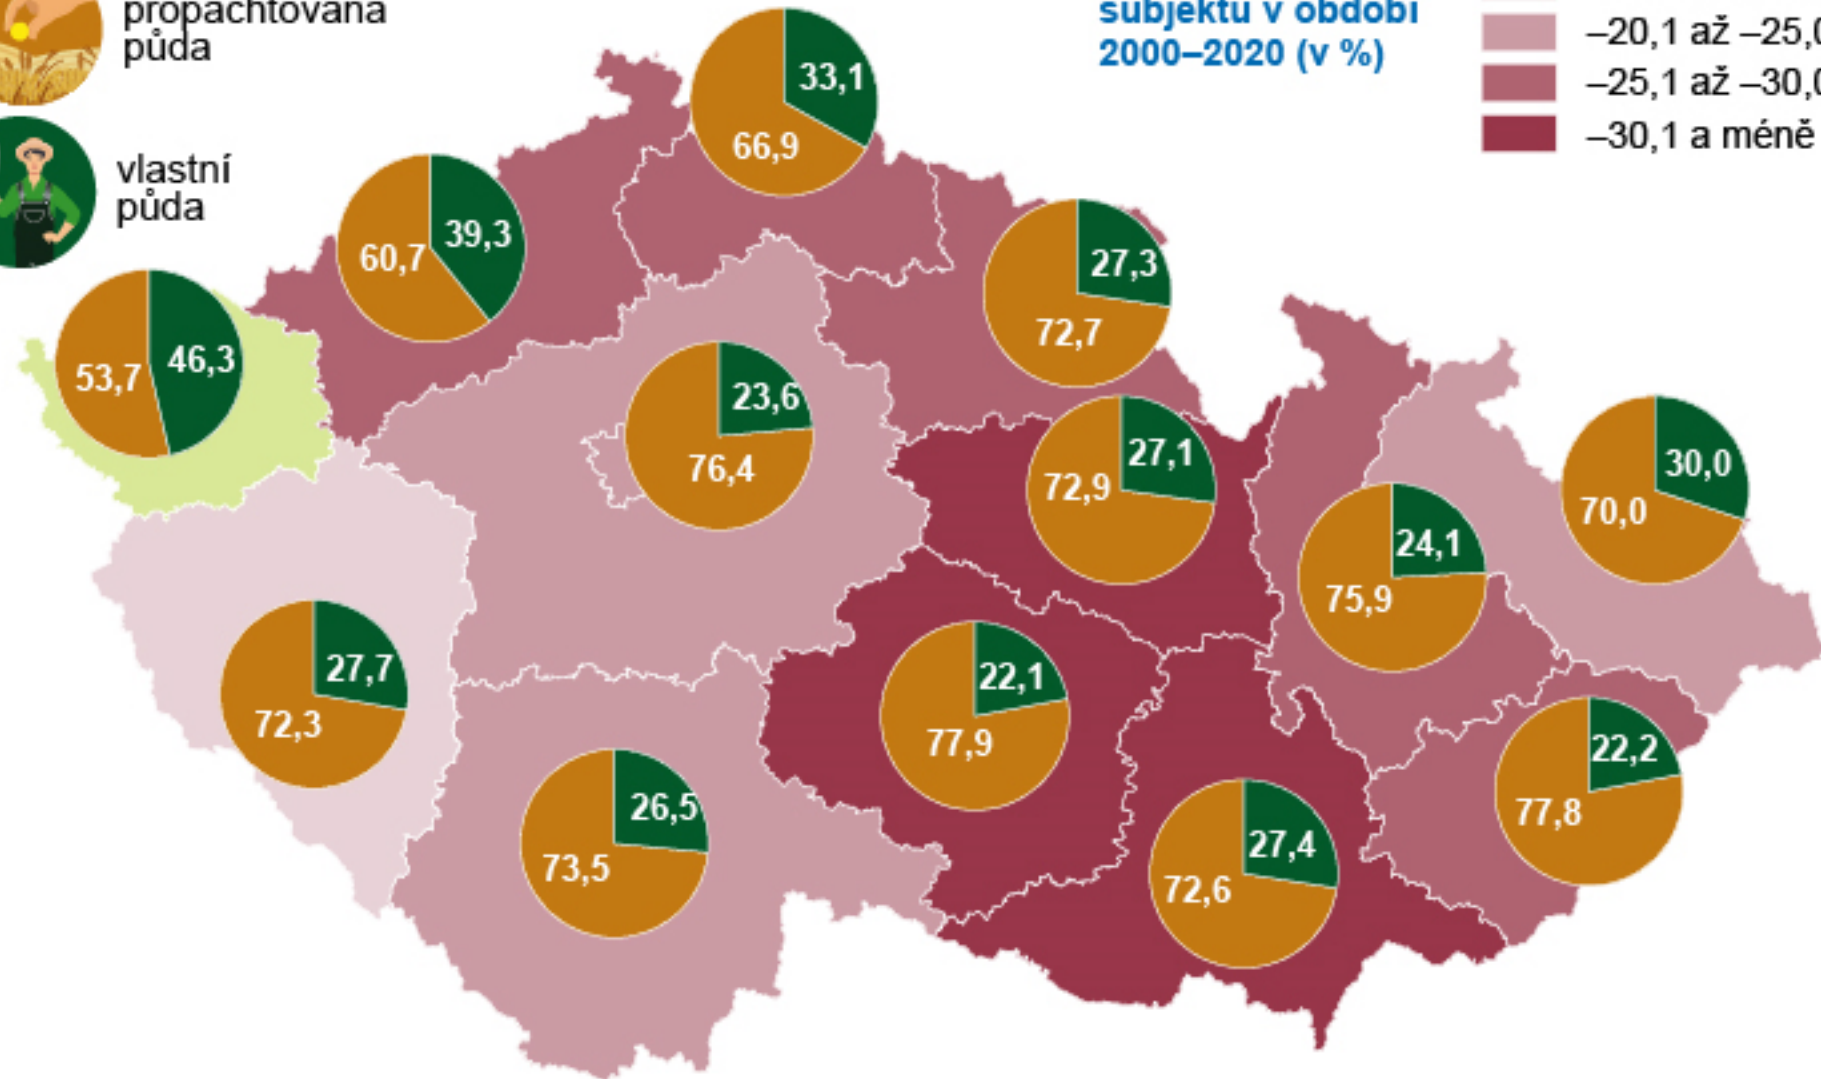 propachtovaná
půda
vlastní
půda
subjektů v období
2000–2020 (v %)
–20,1 až –25,0
–25,1 až –30,0
–30,1 a méně
33,1
66,9
39,3
60,7
27,3
72,7
46,3
53,7
23,6
76,4
27,1
72,9
30,0
70,0
24,1
75,9
27,7
72,3
22,1
77,9
22,2
77,8
26,5
73,5
27,4
72,6